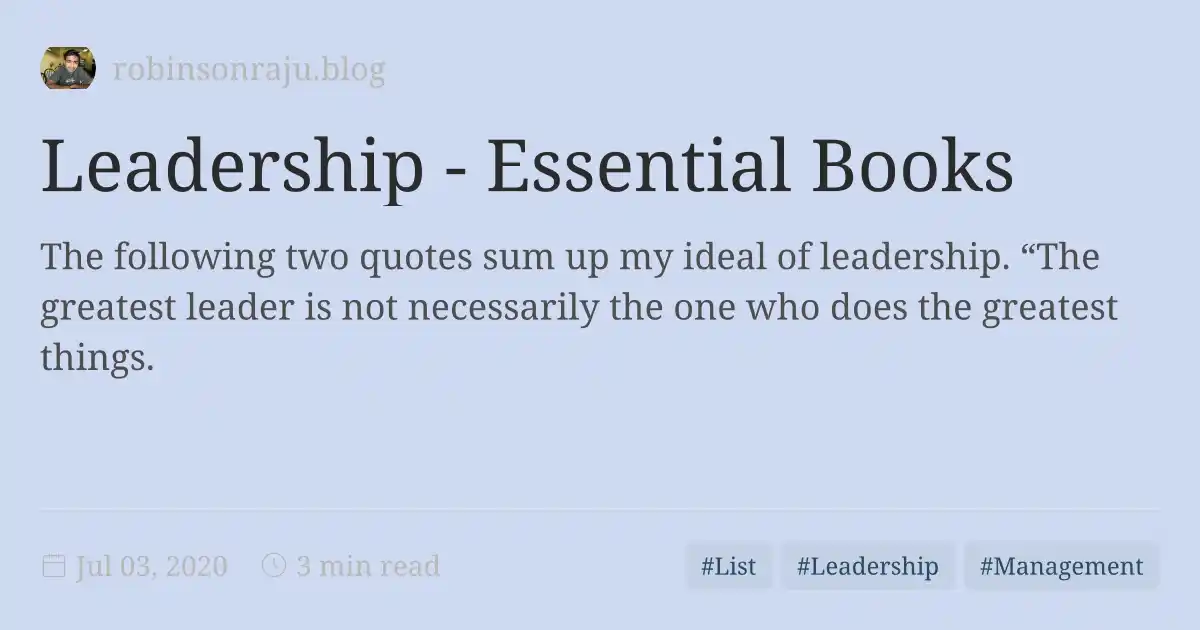 robinsonraju.blog
Leadership - Essential Books
The following two quotes sum up my ideal of leadership. “The
greatest leader is not necessarily the one who does the greatest
things.
Jul 03, 2020 3 min read #List #Leadership #Management